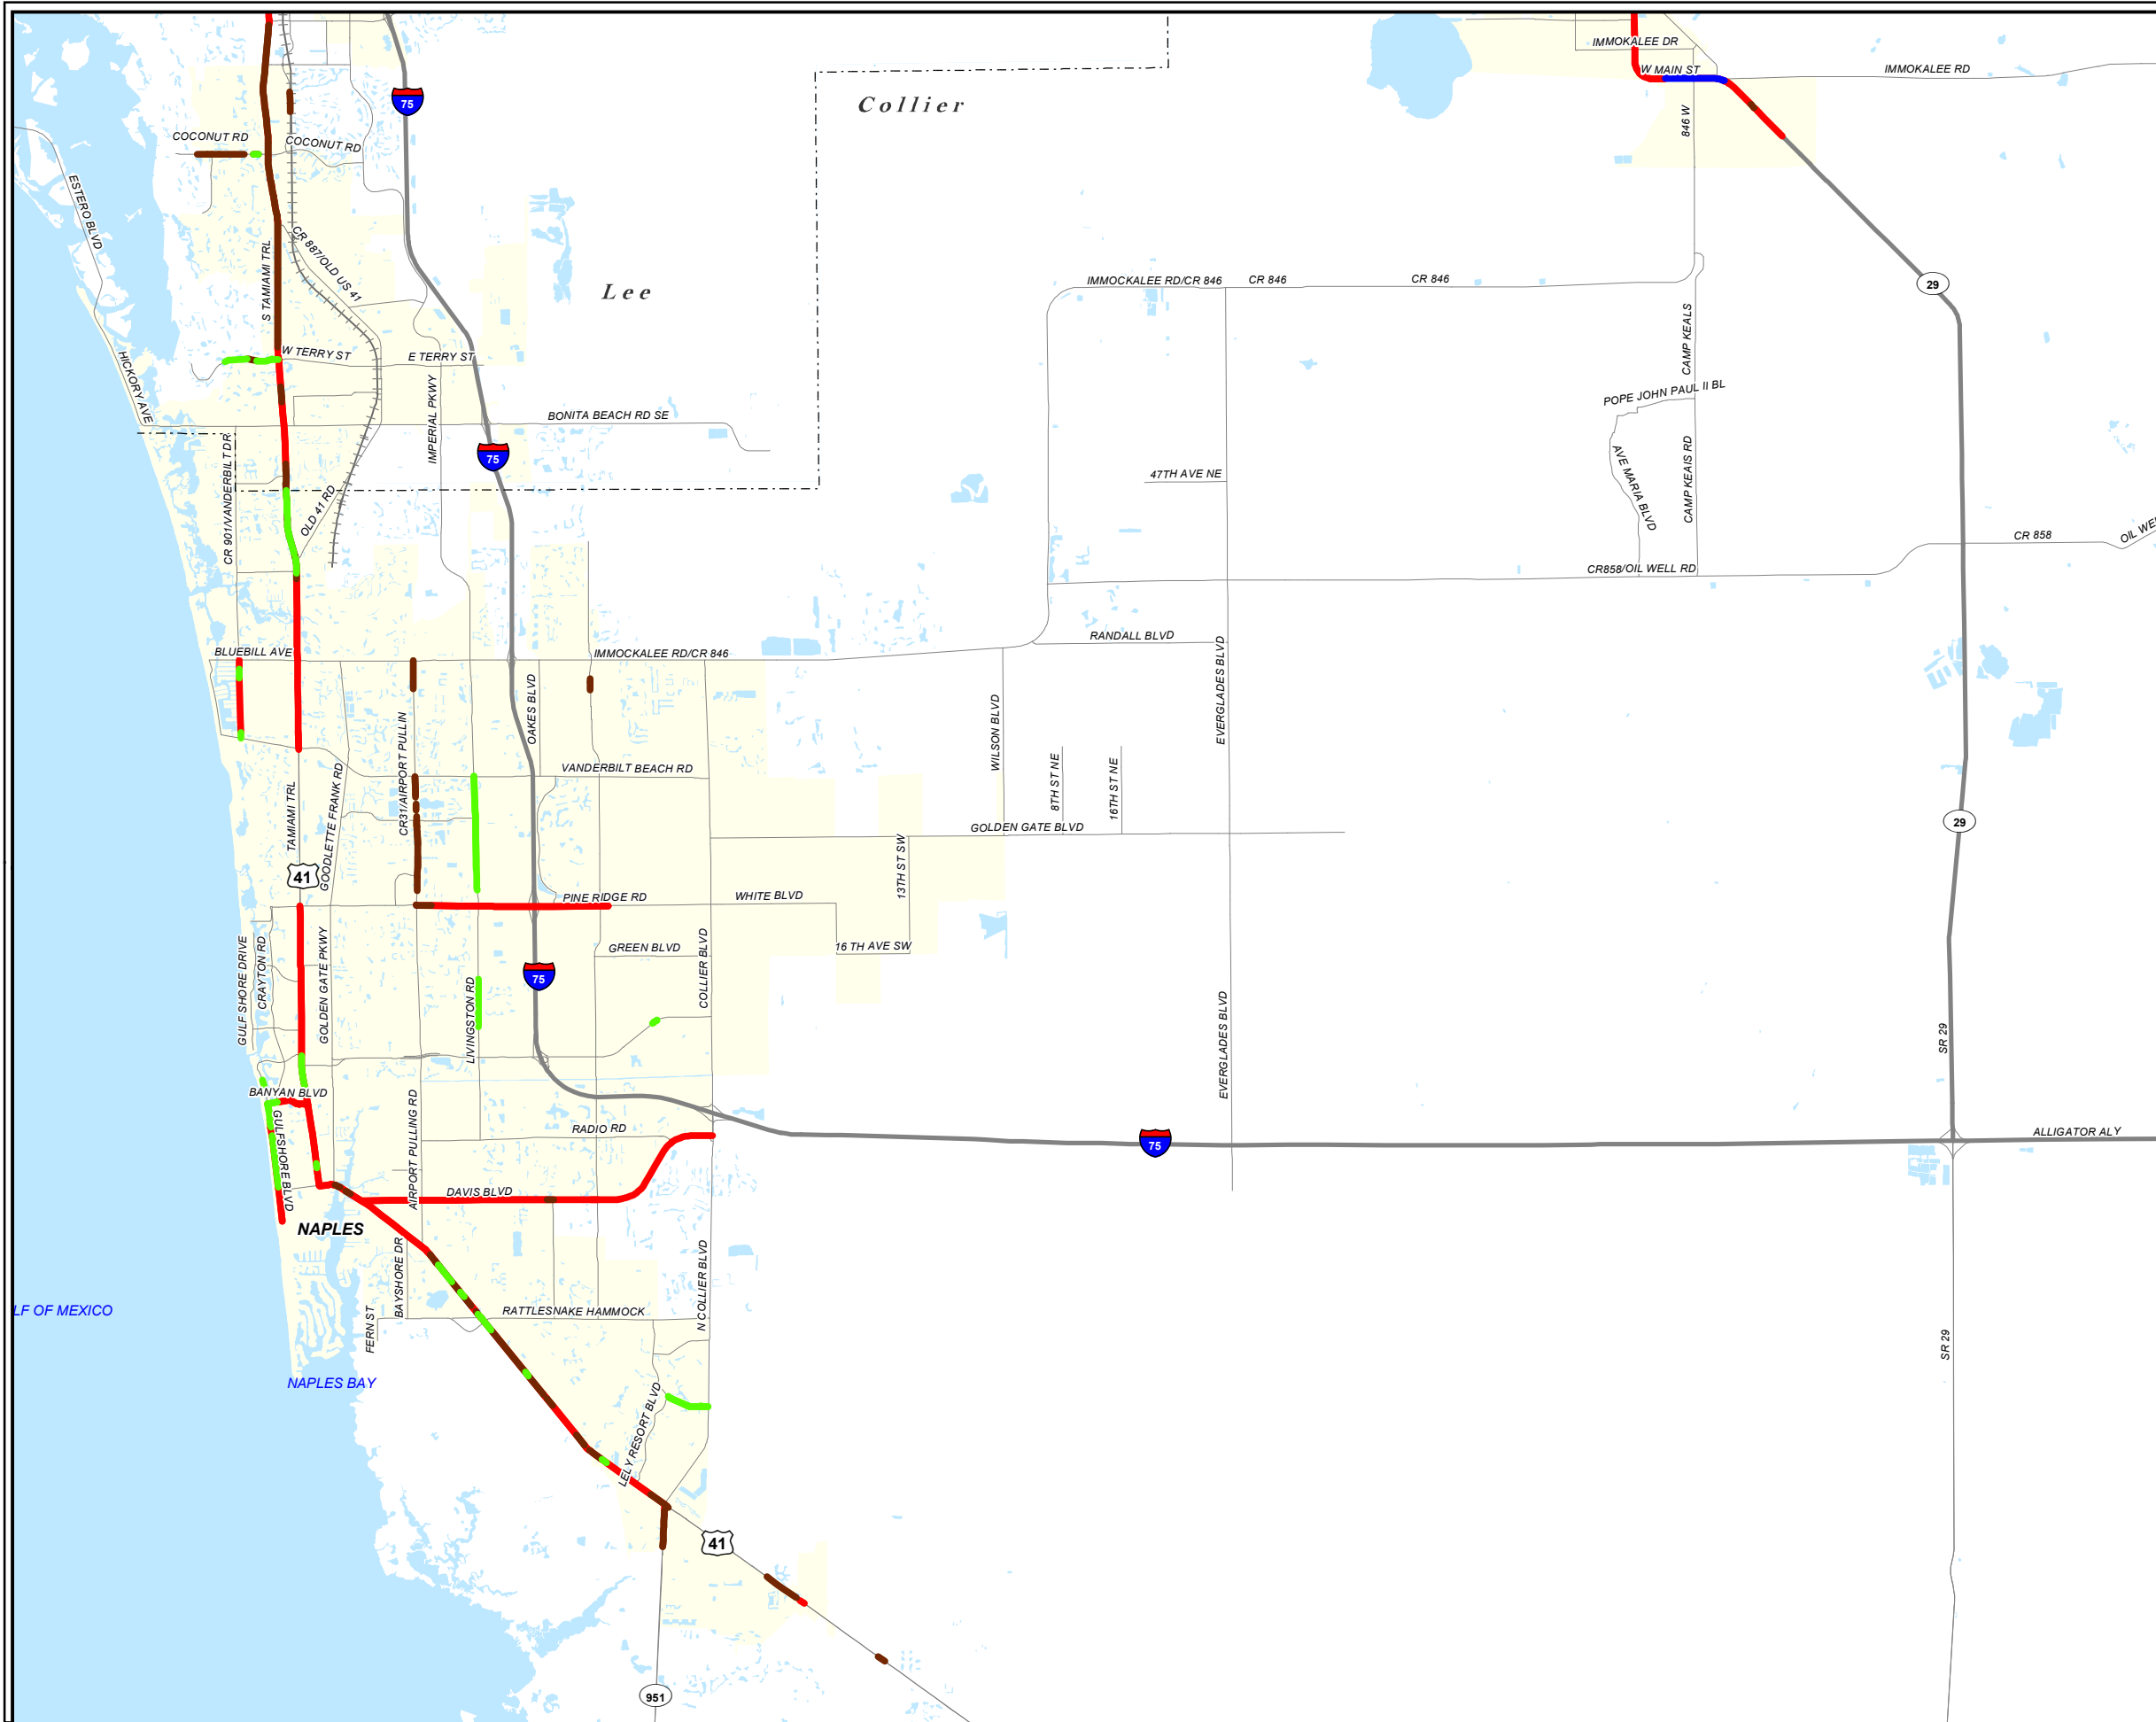 IMMOKALEE DR
W MAIN ST
IMMOKALEE RD
75
Collier
846 W
COCONUT RD
COCONUT RD
ESTERO BLVD
S TAMIAMI TRL
CR 887/OLD US 41
Lee
IMMOCKALEE RD/CR 846
CR 846
CR 846
29
CAMP KEALS
HICKORY AVE
W TERRY ST
E TERRY ST
IMPERIAL PKWY
POPE JOHN PAUL II BL
BONITA BEACH RD SE
75
CR 901/VANDERBILT DR
OLD 41 RD
47TH AVE NE
AVE MARIA BLVD
CAMP KEAIS RD
CR 858
CR858/OIL WELL RD
BLUEBILL AVE
IMMOCKALEE RD/CR 846
RANDALL BLVD
EVERGLADES BLVD
OAKES BLVD
WILSON BLVD
CR31/AIRPORT PULLIN
VANDERBILT BEACH RD
8TH ST NE
16TH ST NE
TAMIAMI TRL
GOODLETTE FRANK RD
GOLDEN GATE BLVD
29
13TH ST SW
41
PINE RIDGE RD
WHITE BLVD
GULF SHORE DRIVE
CRAYTON RD
GOLDEN GATE PKWY
GREEN BLVD
16 TH AVE SW
COLLIER BLVD
75
LIVINGSTON RD
EVERGLADES BLVD
SR 29
BANYAN BLVD
AIRPORT PULLING RD
RADIO RD
75
ALLIGATOR ALY
GULFSHORE BLVD
DAVIS BLVD
NAPLES
BAYSHORE DR
N COLLIER BLVD
LF OF MEXICO
FERN ST
RATTLESNAKE HAMMOCK
SR 29
NAPLES BAY
LELY RESORT BLVD
41
951